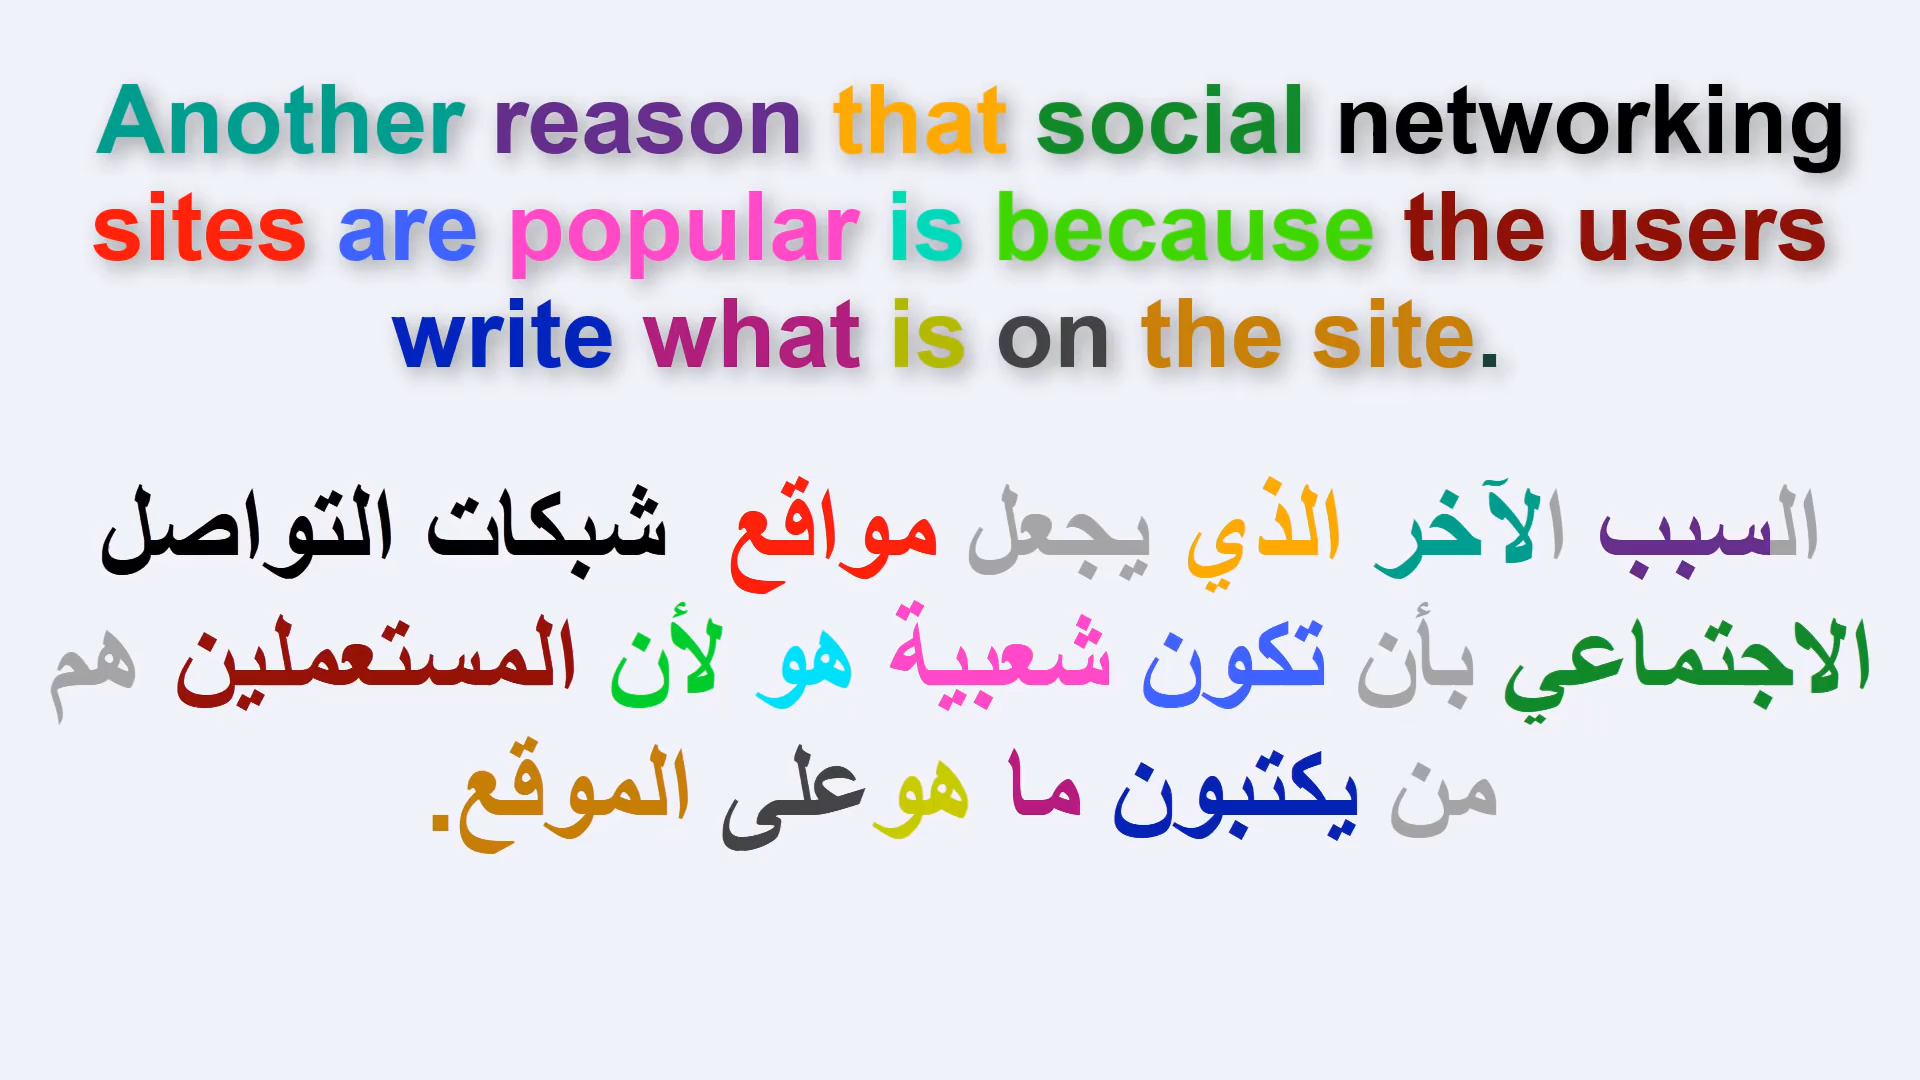 Another reason that social networking
sites are popular is because the users
write what is on the site.
السبب الآخر الذي يجعل مواقع شبكات التواصل
الاجتماعي بأن تكون شعبية هو لأن المستعملين هم
من يكتبون ما هو على الموقع.